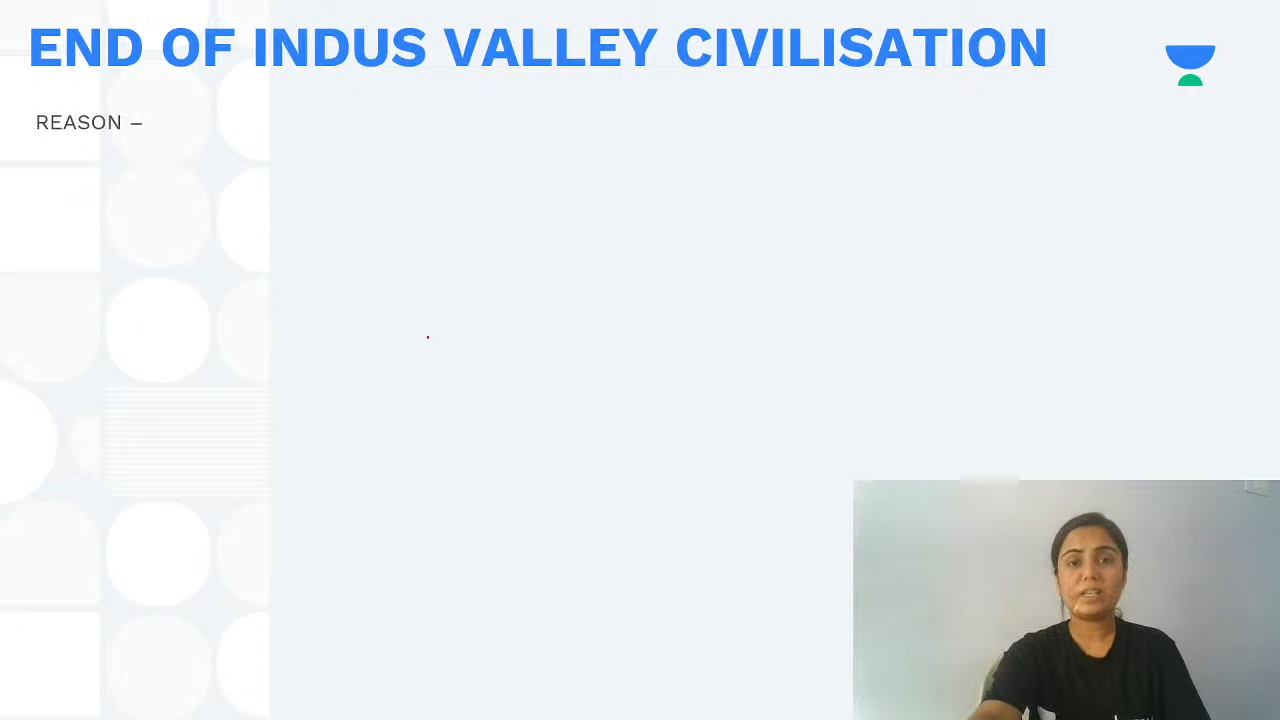 END OF INDUS VALLEY CIVILISATION
REASON –